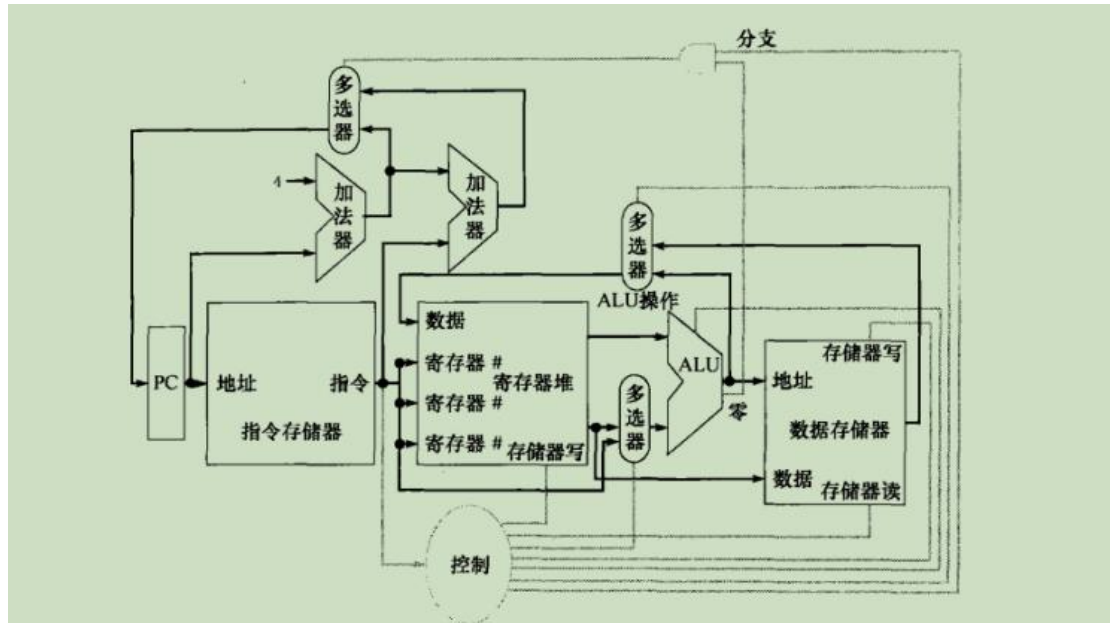 分支
多选器
4
加法器
加法器
多选器
ALU操作
数据
寄存器 #
寄存器堆
寄存器 #
寄存器 #
存储器写
PC
地址
指令
指令存储器
多选器
ALU
零
存储器写
地址
数据存储器
数据
存储器读
控制